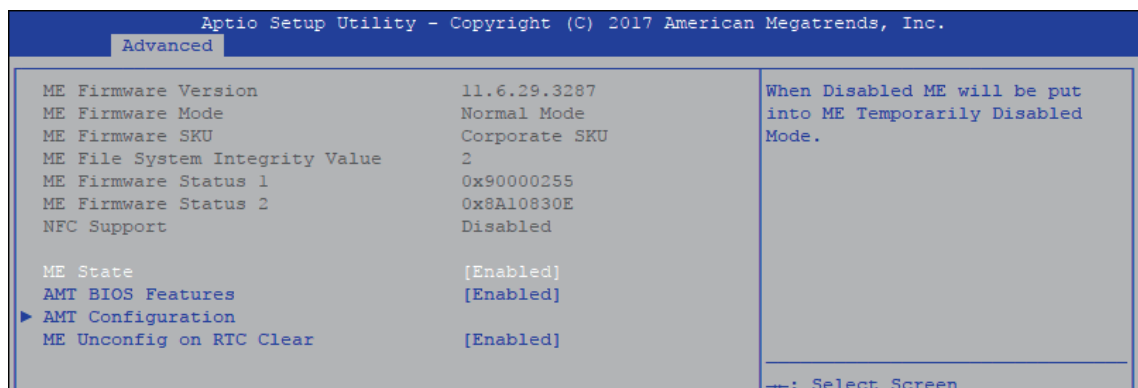 Aptio Setup Utility - Copyright (C) 2017 American Megatrends, Inc.
Advanced
ME Firmware Version 11.6.29.3287
ME Firmware Mode Normal Mode
ME Firmware SKU Corporate SKU
ME File System Integrity Value 2
ME Firmware Status 1 0x90000255
ME Firmware Status 2 0x8A10830E
NFC Support Disabled
ME State [Enabled]
AMT BIOS Features [Enabled]
► AMT Configuration
ME Unconfig on RTC Clear [Enabled]
When Disabled ME will be put
into ME Temporarily Disabled
Mode.
→←: Select Screen